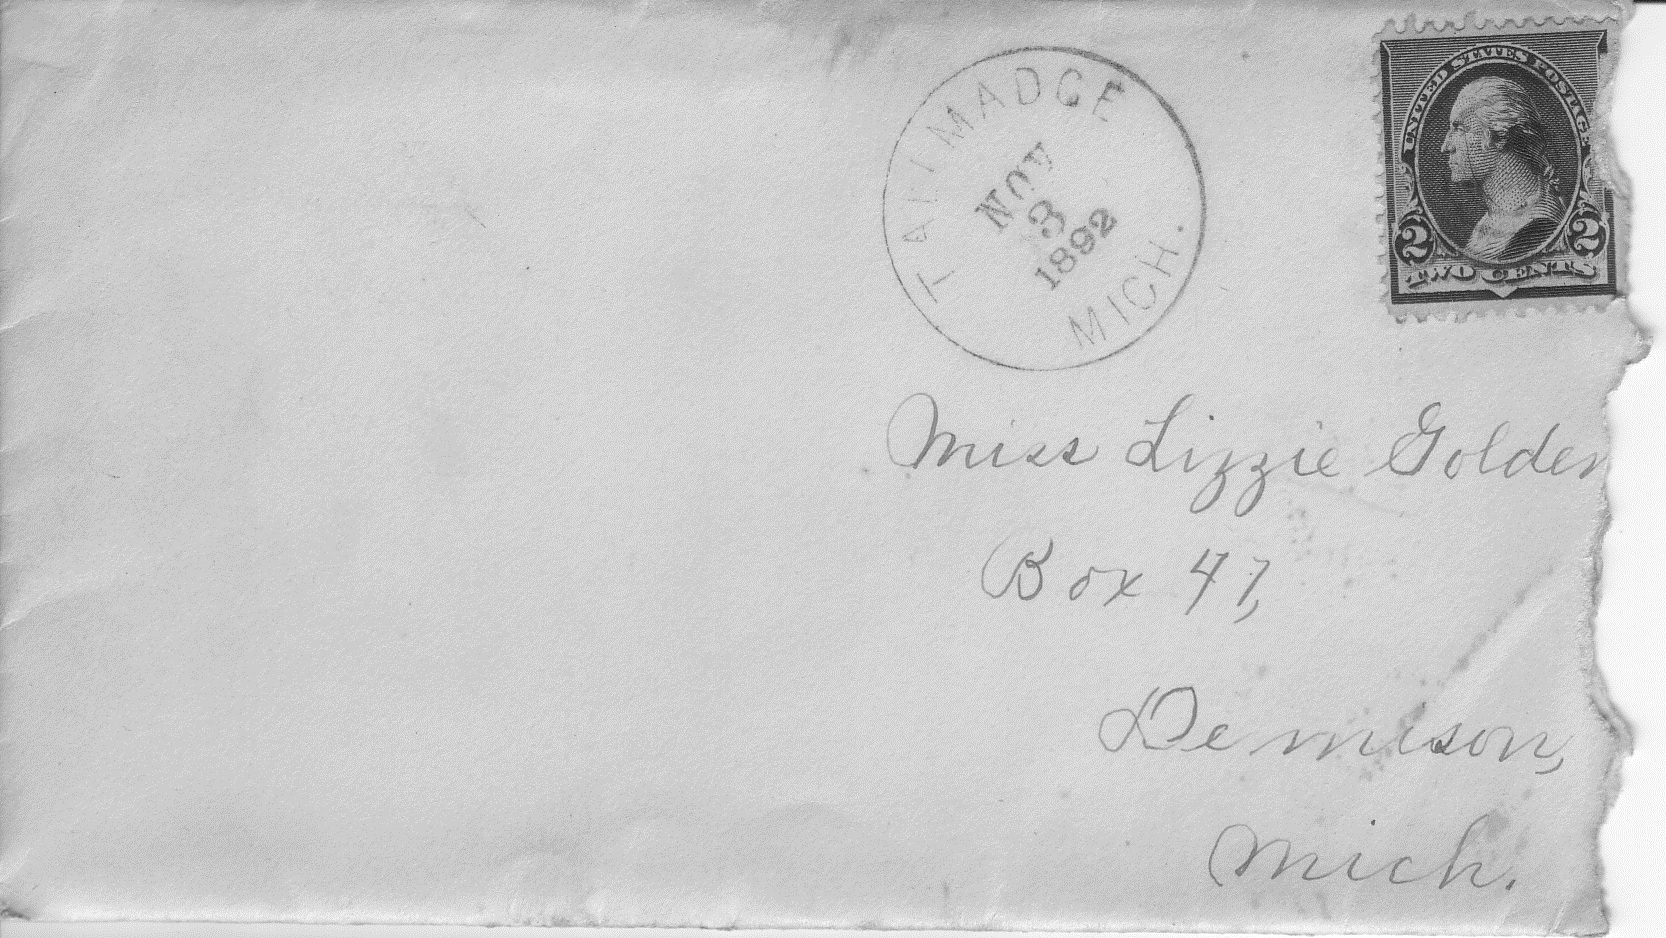 TALLMADGE
NOV
3
1892
MICH.
UNITED STATES POSTAGE
2 2
TWO CENTS
Miss Lizzie Golden
Box 47,
Dennison,
Mich.